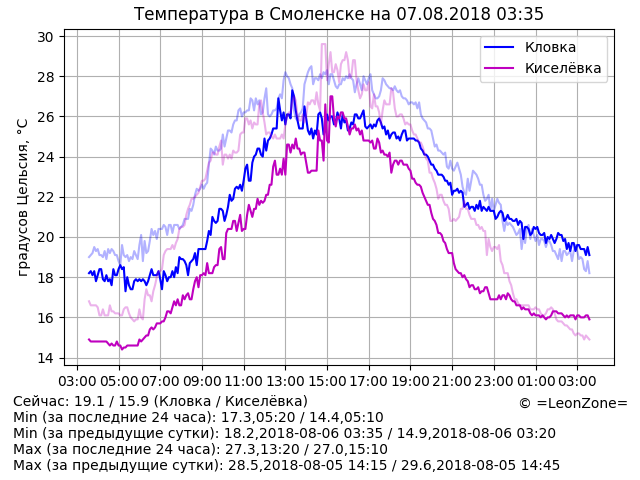 Температура в Смоленске на 07.08.2018 03:35
градусов Цельсия, °C
30
28
26
24
22
20
18
16
14
Кловка
Киселёвка
03:00 05:00 07:00 09:00 11:00 13:00 15:00 17:00 19:00 21:00 23:00 01:00 03:00
Сейчас: 19.1 / 15.9 (Кловка / Киселёвка)
© =LeonZone=
Min (за последние 24 часа): 17.3,05:20 / 14.4,05:10
Min (за предыдущие сутки): 18.2,2018-08-06 03:35 / 14.9,2018-08-06 03:20
Max (за последние 24 часа): 27.3,13:20 / 27.0,15:10
Max (за предыдущие сутки): 28.5,2018-08-05 14:15 / 29.6,2018-08-05 14:45